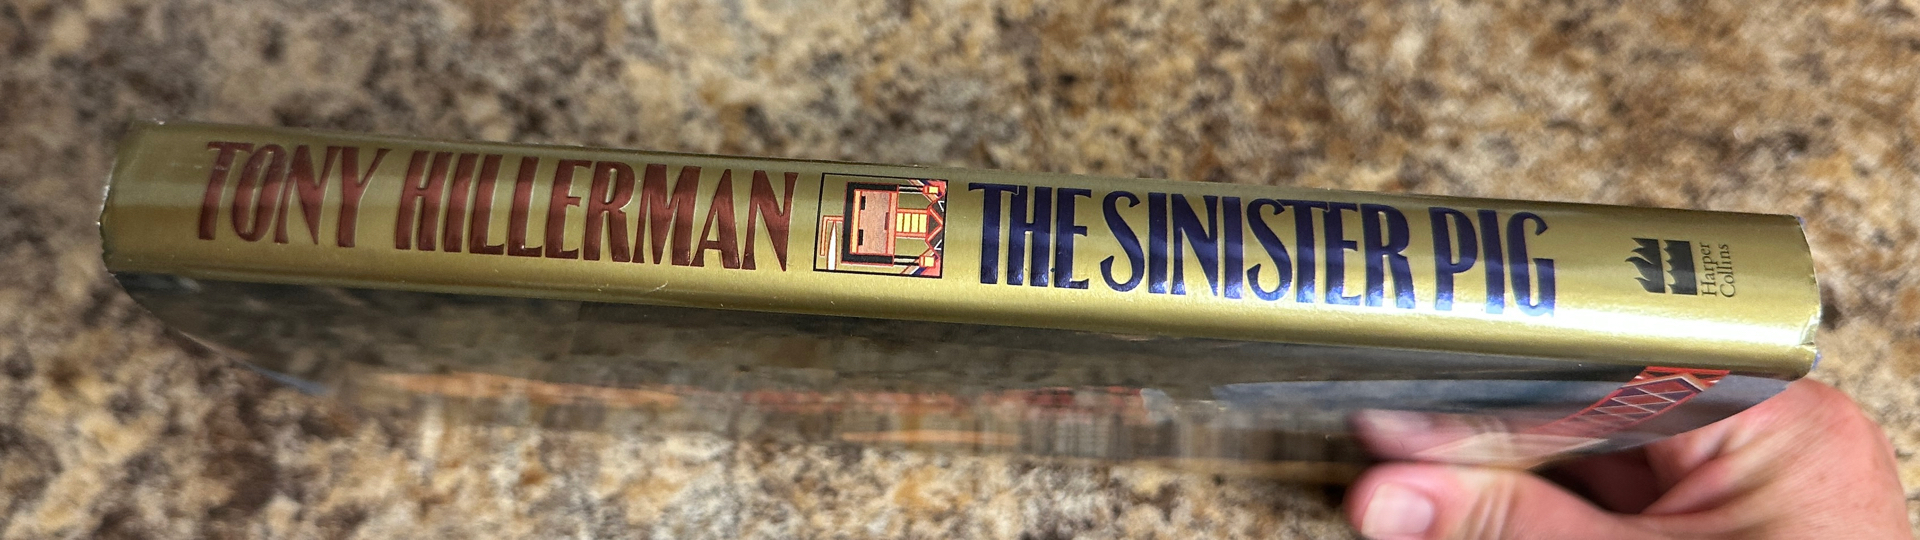 TONY HILLERMAN
THE SINISTER PIG
Harper
Collins